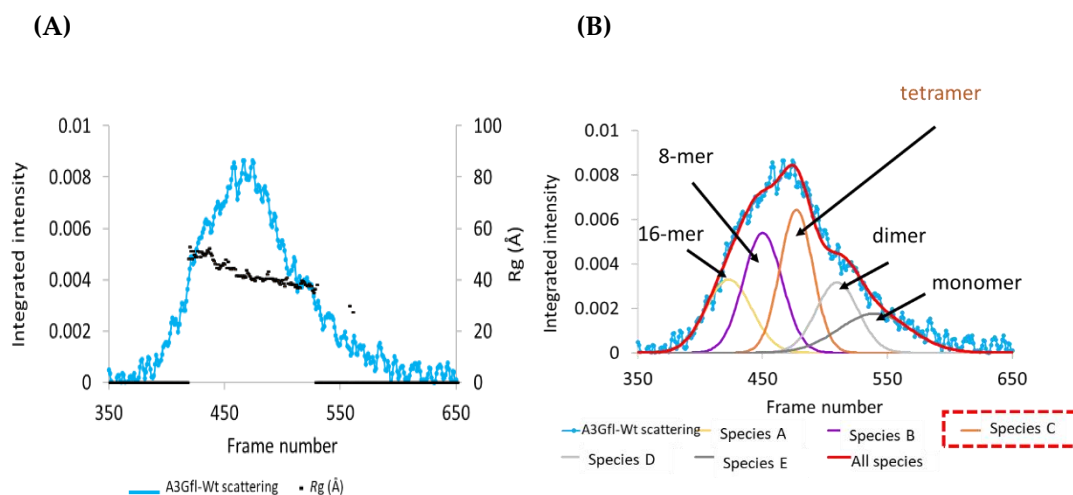 (A)
(B)
tetramer
8-mer
16-mer
dimer
monomer
Integrated intensity
0.01
0.008
0.006
0.004
0.002
0
100
80
60
40
20
0
Rg (Å)
350
450
550
650
Frame number
A3Gfl-Wt scattering
Rg (Å)
Integrated intensity
0.01
0.008
0.006
0.004
0.002
0
350
450
550
650
Frame number
A3Gfl-Wt scattering
Species A
Species B
Species C
Species D
Species E
All species